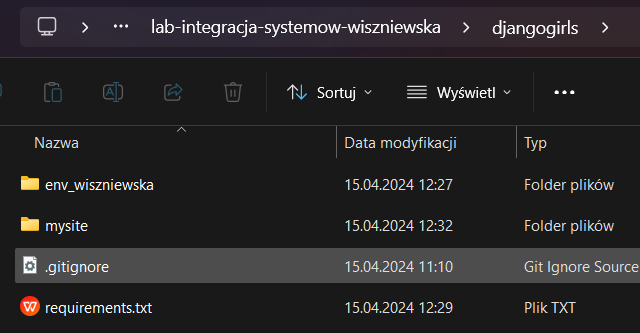 ... lab-integracja-systemow-wiszniewska > djangogirls >
Sortuj Wyświetl ...
Nazwa Data modyfikacji Typ
env_wiszniewska 15.04.2024 12:27 Folder plików
mysite 15.04.2024 12:32 Folder plików
.gitignore 15.04.2024 11:10 Git Ignore Source
requirements.txt 15.04.2024 12:29 Plik TXT